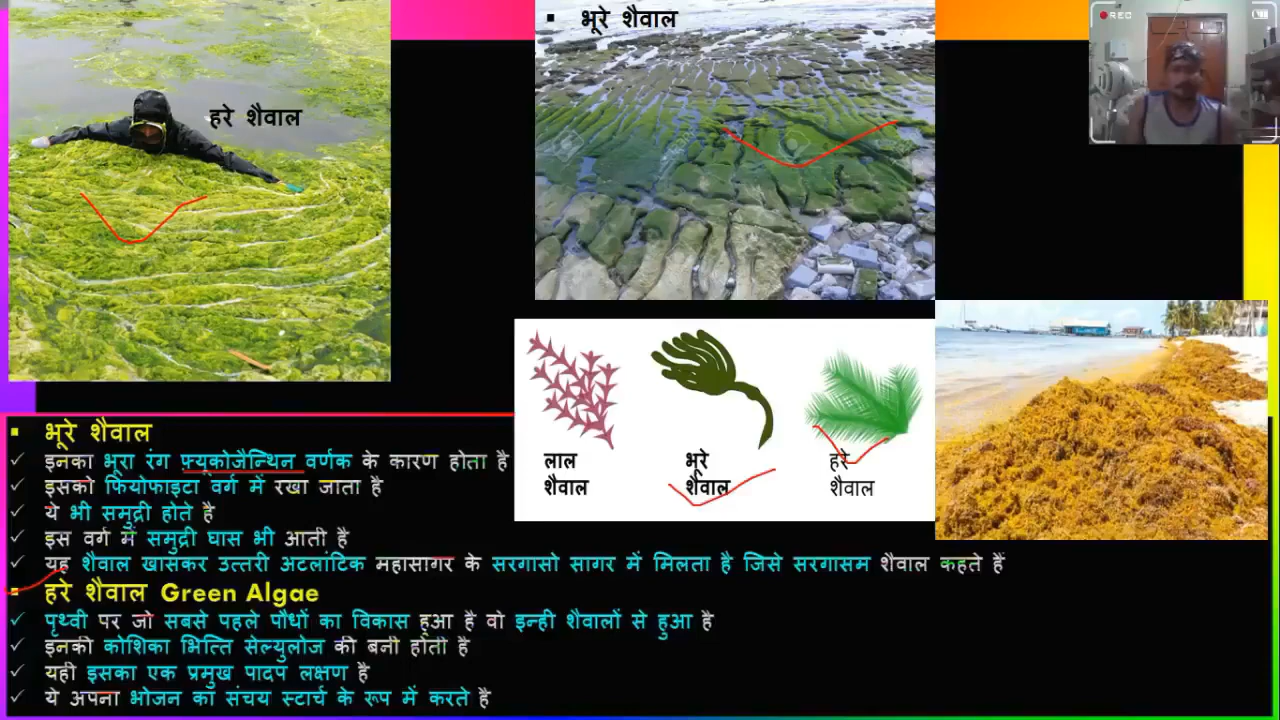 भूरे शैवाल
REC
हरे शैवाल
लाल
शैवाल
भूरे
शैवाल
हरे
शैवाल
भूरे शैवाल
इनका भूरा रंग फ़्यूकोजैन्थिन वर्णक के कारण होता है
इसको फियोफाइटा वर्ग में रखा जाता है
ये भी समुद्री होते है
इस वर्ग में समुद्री घास भी आती है
यह शैवाल खासकर उत्तरी अटलांटिक महासागर के सरगासो सागर में मिलता है जिसे सरगासम शैवाल कहते हैं
हरे शैवाल Green Algae
पृथ्वी पर जो सबसे पहले पौधों का विकास हुआ है वो इन्ही शैवालों से हुआ है
इनकी कोशिका भित्ति सेल्युलोज की बनी होती है
यही इसका एक प्रमुख पादप लक्षण है
ये अपना भोजन का संचय स्टार्च के रूप में करते है